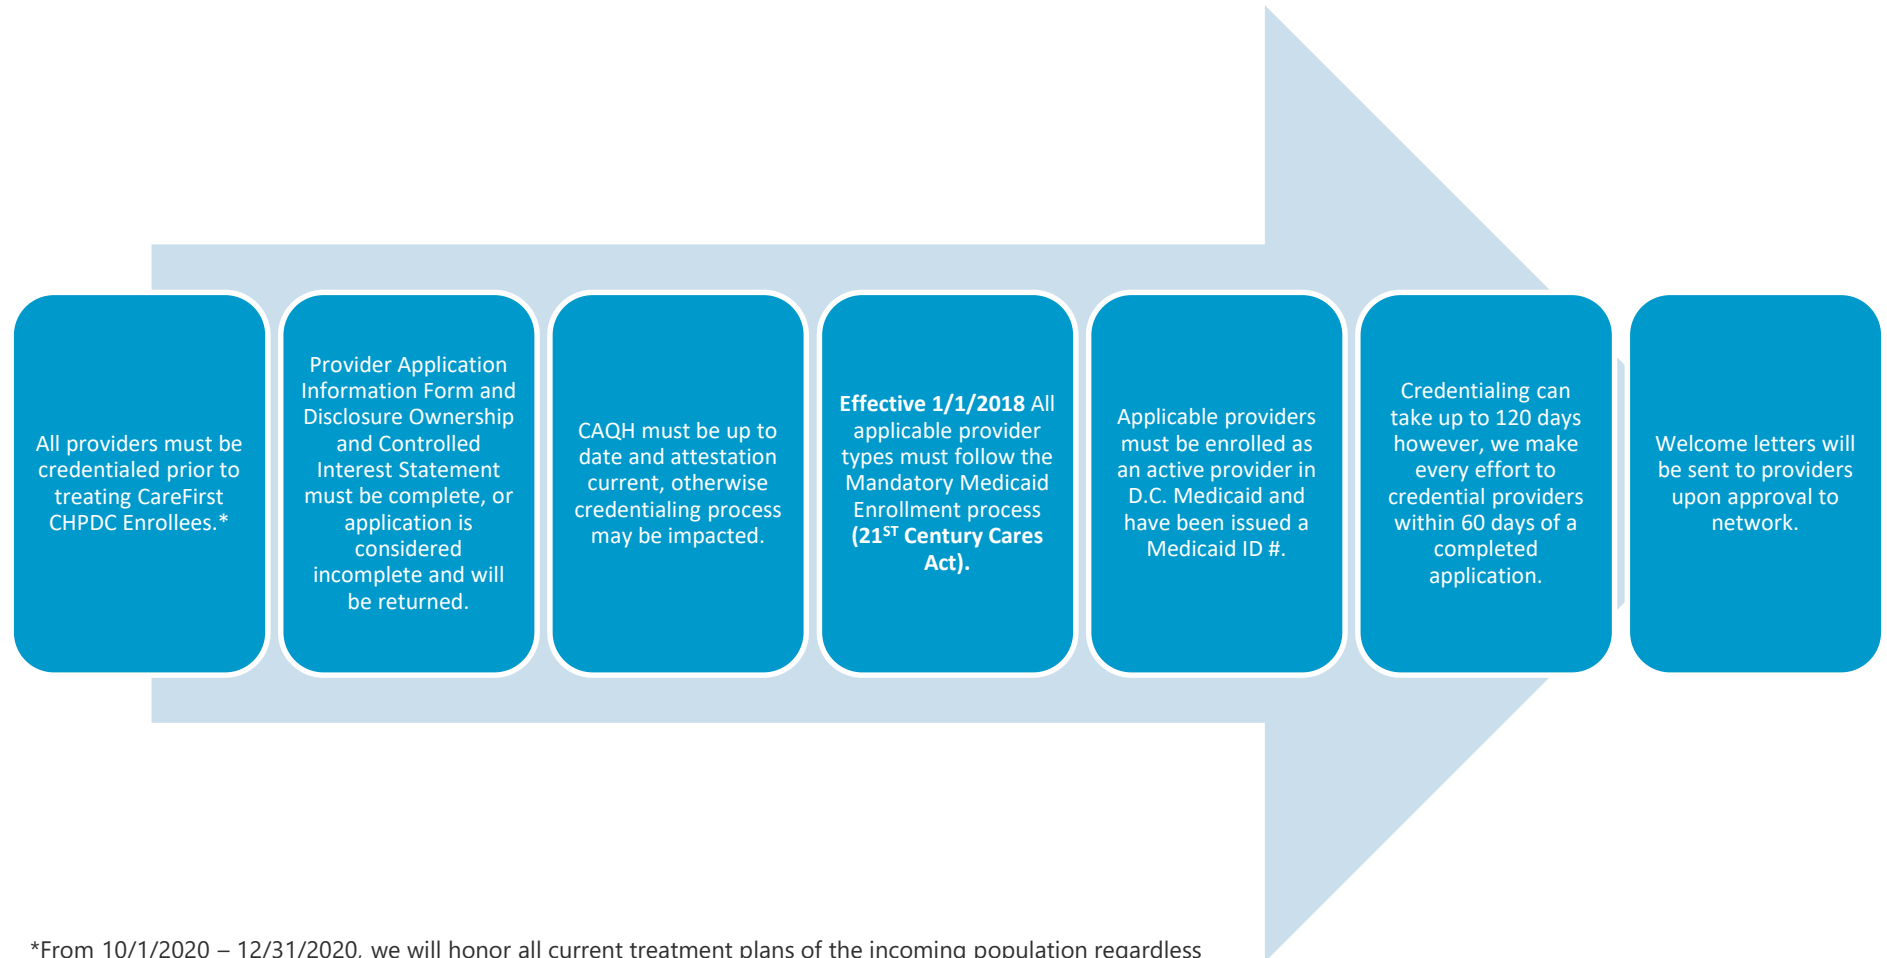 All providers must be
credentialed prior to
treating CareFirst
CHPDC Enrollees.*
Provider Application
Information Form and
Disclosure Ownership
and Controlled
Interest Statement
must be complete, or
application is
considered
incomplete and will
be returned.
CAQH must be up to
date and attestation
current, otherwise
credentialing process
may be impacted.
Effective 1/1/2018 All
applicable provider
types must follow the
Mandatory Medicaid
Enrollment process
(21ST Century Cares
Act).
Applicable providers
must be enrolled as
an active provider in
D.C. Medicaid and
have been issued a
Medicaid ID #.
Credentialing can
take up to 120 days
however, we make
every effort to
credential providers
within 60 days of a
completed
application.
Welcome letters will
be sent to providers
upon approval to
network.
*From 10/1/2020 – 12/31/2020, we will honor all current treatment plans of the incoming population regardless